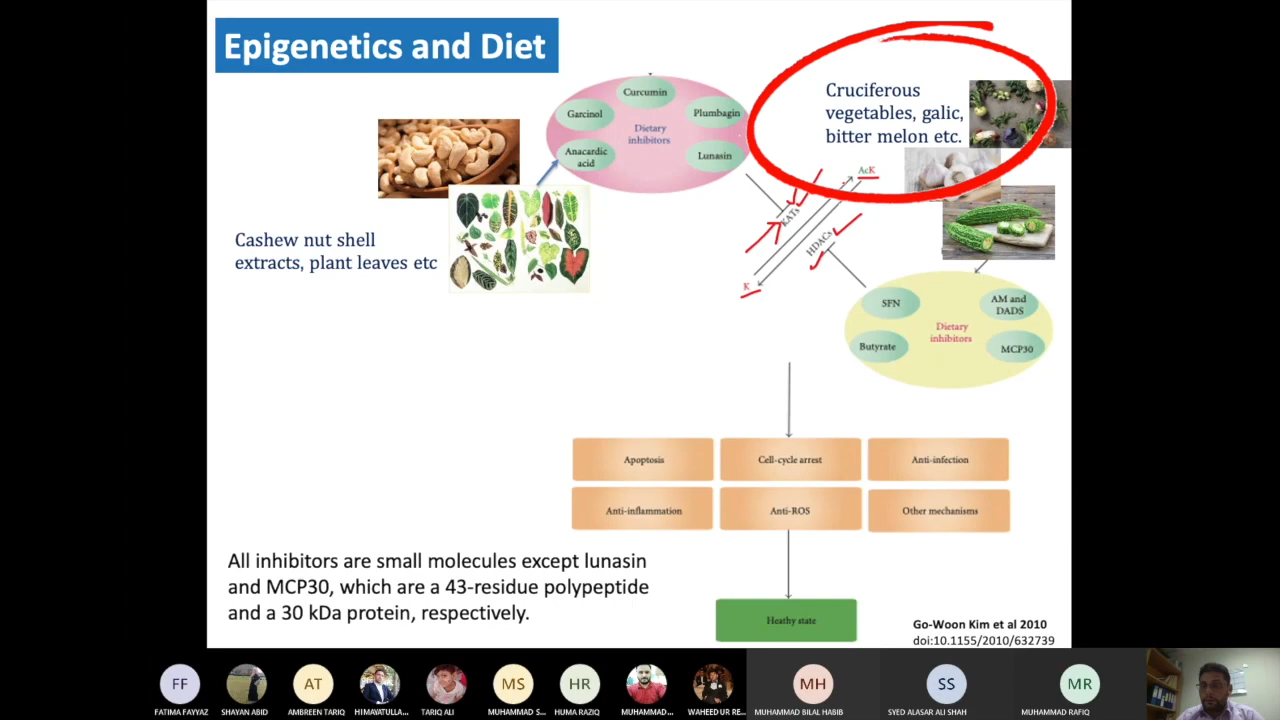 Epigenetics and Diet
Curcumin
Garcinol
Plumbagin
Dietary
inhibitors
Anacardic
acid
Lunasin
Cruciferous
vegetables, galic,
bitter melon etc.
AcK
KATs
HDACs
K
Cashew nut shell
extracts, plant leaves etc
SFN
AM and
DADS
Dietary
inhibitors
Butyrate
MCP30
Apoptosis
Cell-cycle arrest
Anti-infection
Anti-inflammation
Anti-ROS
Other mechanisms
All inhibitors are small molecules except lunasin
and MCP30, which are a 43-residue polypeptide
and a 30 kDa protein, respectively.
Heathy state
Go-Woon Kim et al 2010
doi:10.1155/2010/632739
FF
AT
MS
HR
MH
SS
MR
FATIMA FAYYAZ
SHAYAN ABID
AMBREEN TARIQ
HIMAYATULLA...
TARIQ ALI
MUHAMMAD S...
HUMA RAZIQ
MUHAMMAD...
WAHEED UR RE...
MUHAMMAD BILAL HABIB
SYED ALASAR ALI SHAH
MUHAMMAD RAFIQ